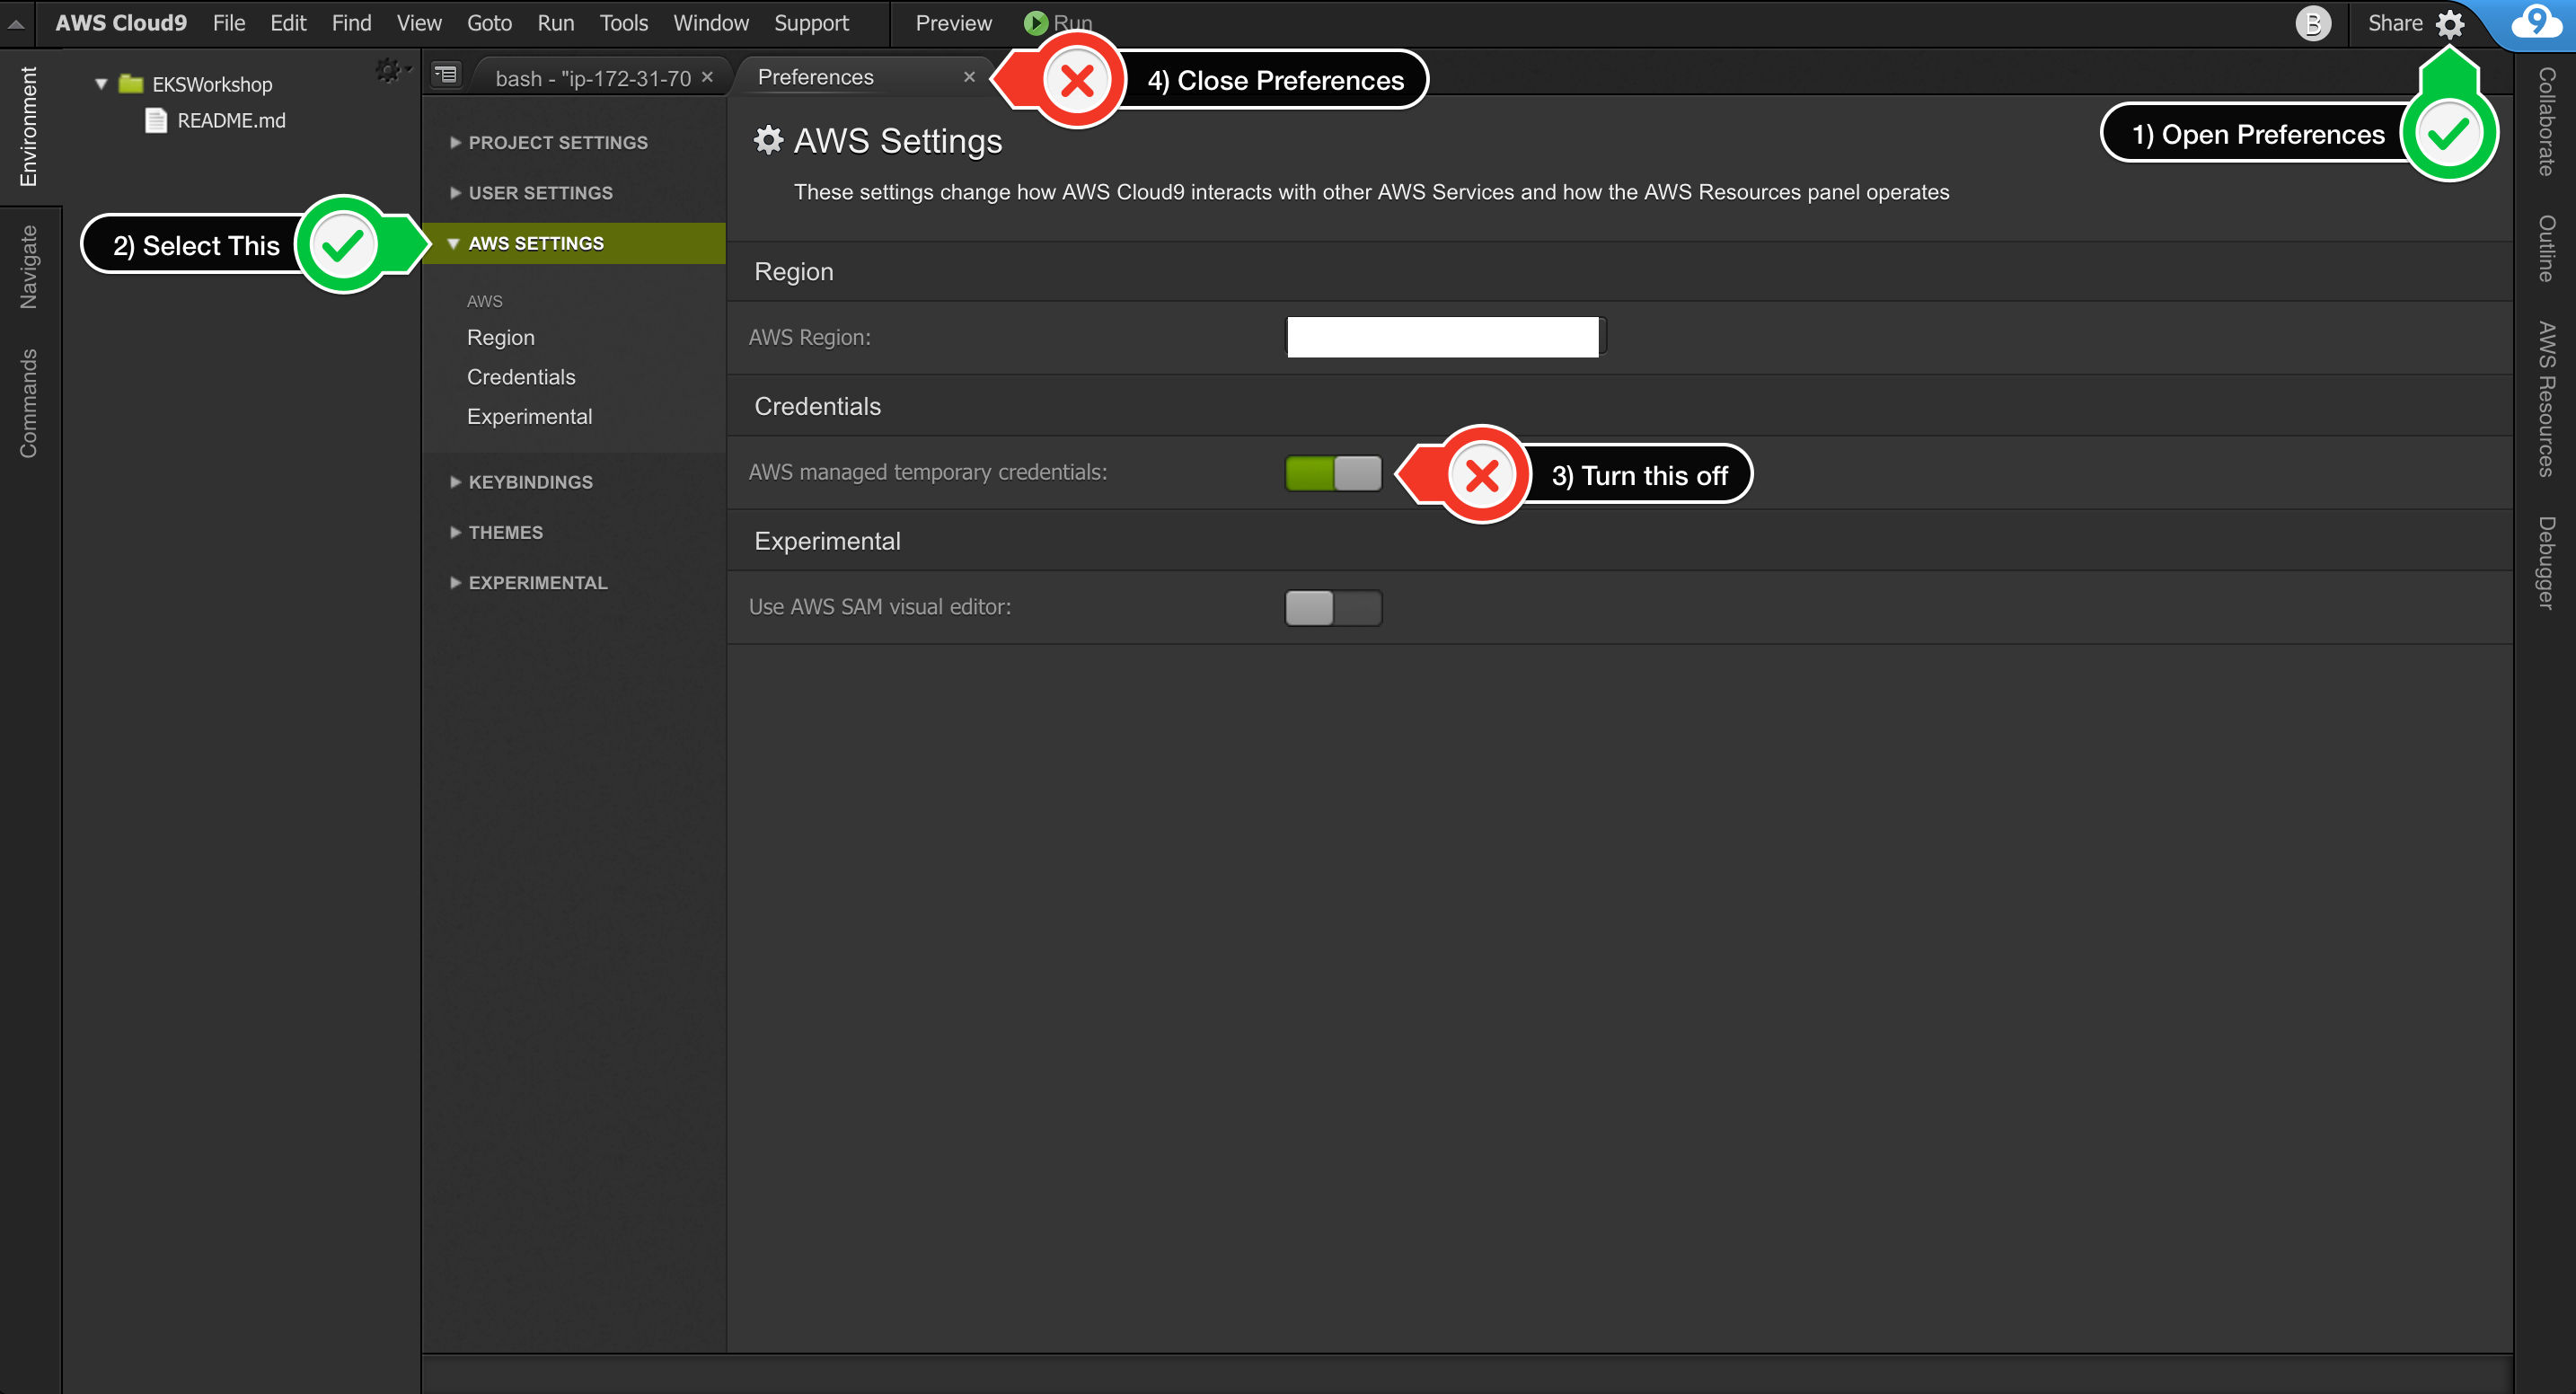 AWS Cloud9 File Edit Find View Goto Run Tools Window Support Preview Run B Share 9
bash - "ip-172-31-70 × Preferences ×
4) Close Preferences
1) Open Preferences
Environment
Navigate
Commands
EKSWorkshop
README.md
2) Select This
PROJECT SETTINGS
USER SETTINGS
AWS SETTINGS
AWS
Region
Credentials
Experimental
KEYBINDINGS
THEMES
EXPERIMENTAL
AWS Settings
These settings change how AWS Cloud9 interacts with other AWS Services and how the AWS Resources panel operates
Region
AWS Region:
Credentials
AWS managed temporary credentials:
3) Turn this off
Experimental
Use AWS SAM visual editor:
Collaborate
Outline
AWS Resources
Debugger